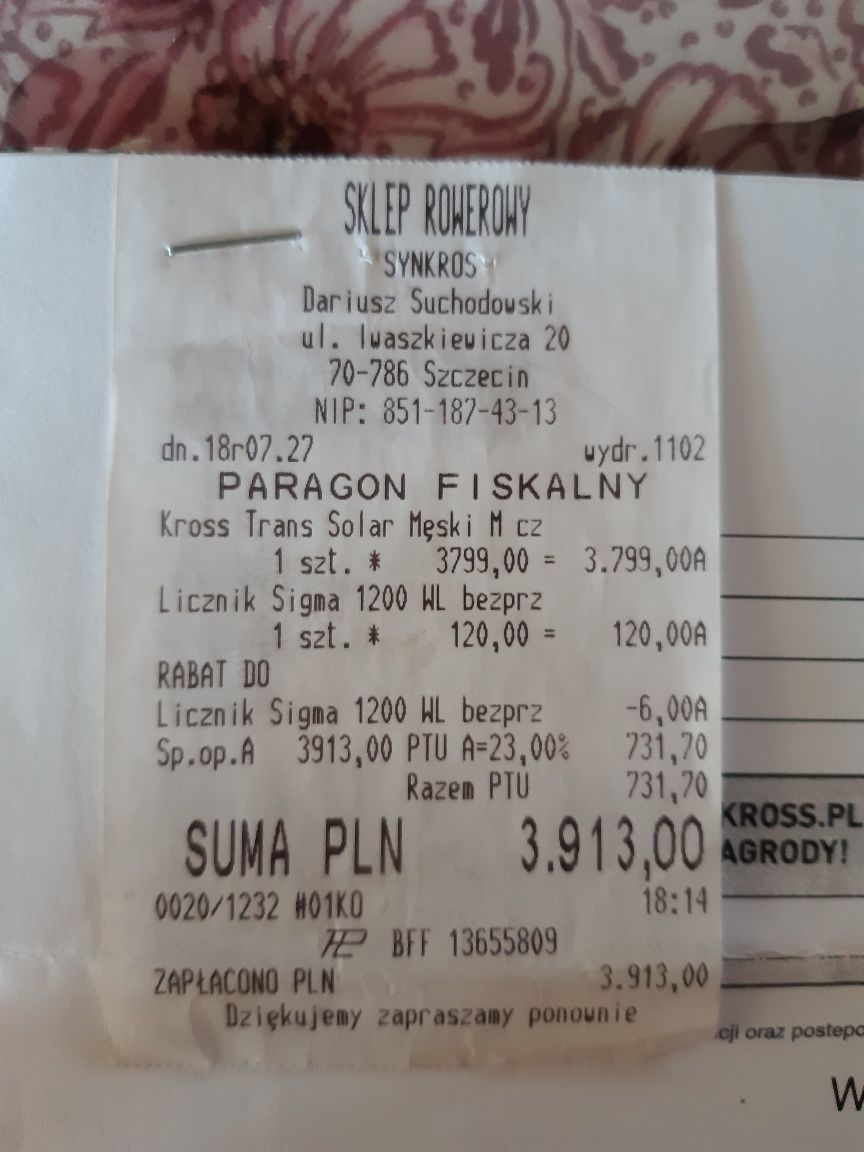 SKLEP ROWEROWY
SYNKROS
Dariusz Suchodowski
ul. Iwaszkiewicza 20
70-786 Szczecin
NIP: 851-187-43-13
dn.18r07.27 wydr.1102
PARAGON FISKALNY
Kross Trans Solar Męski M cz
1 szt. * 3799,00 = 3.799,00A
Licznik Sigma 1200 WL bezprz
1 szt. * 120,00 = 120,00A
RABAT DO
Licznik Sigma 1200 WL bezprz -6,00A
Sp.op.A 3913,00 PTU A=23,00% 731,70
Razem PTU 731,70
SUMA PLN 3.913,00
0020/1232 #01KO 18:14
BFF 13655809
ZAPŁACONO PLN 3.913,00
Dziękujemy zapraszamy ponownie
KROSS.PL
AGRODY!
cji oraz postepo
W